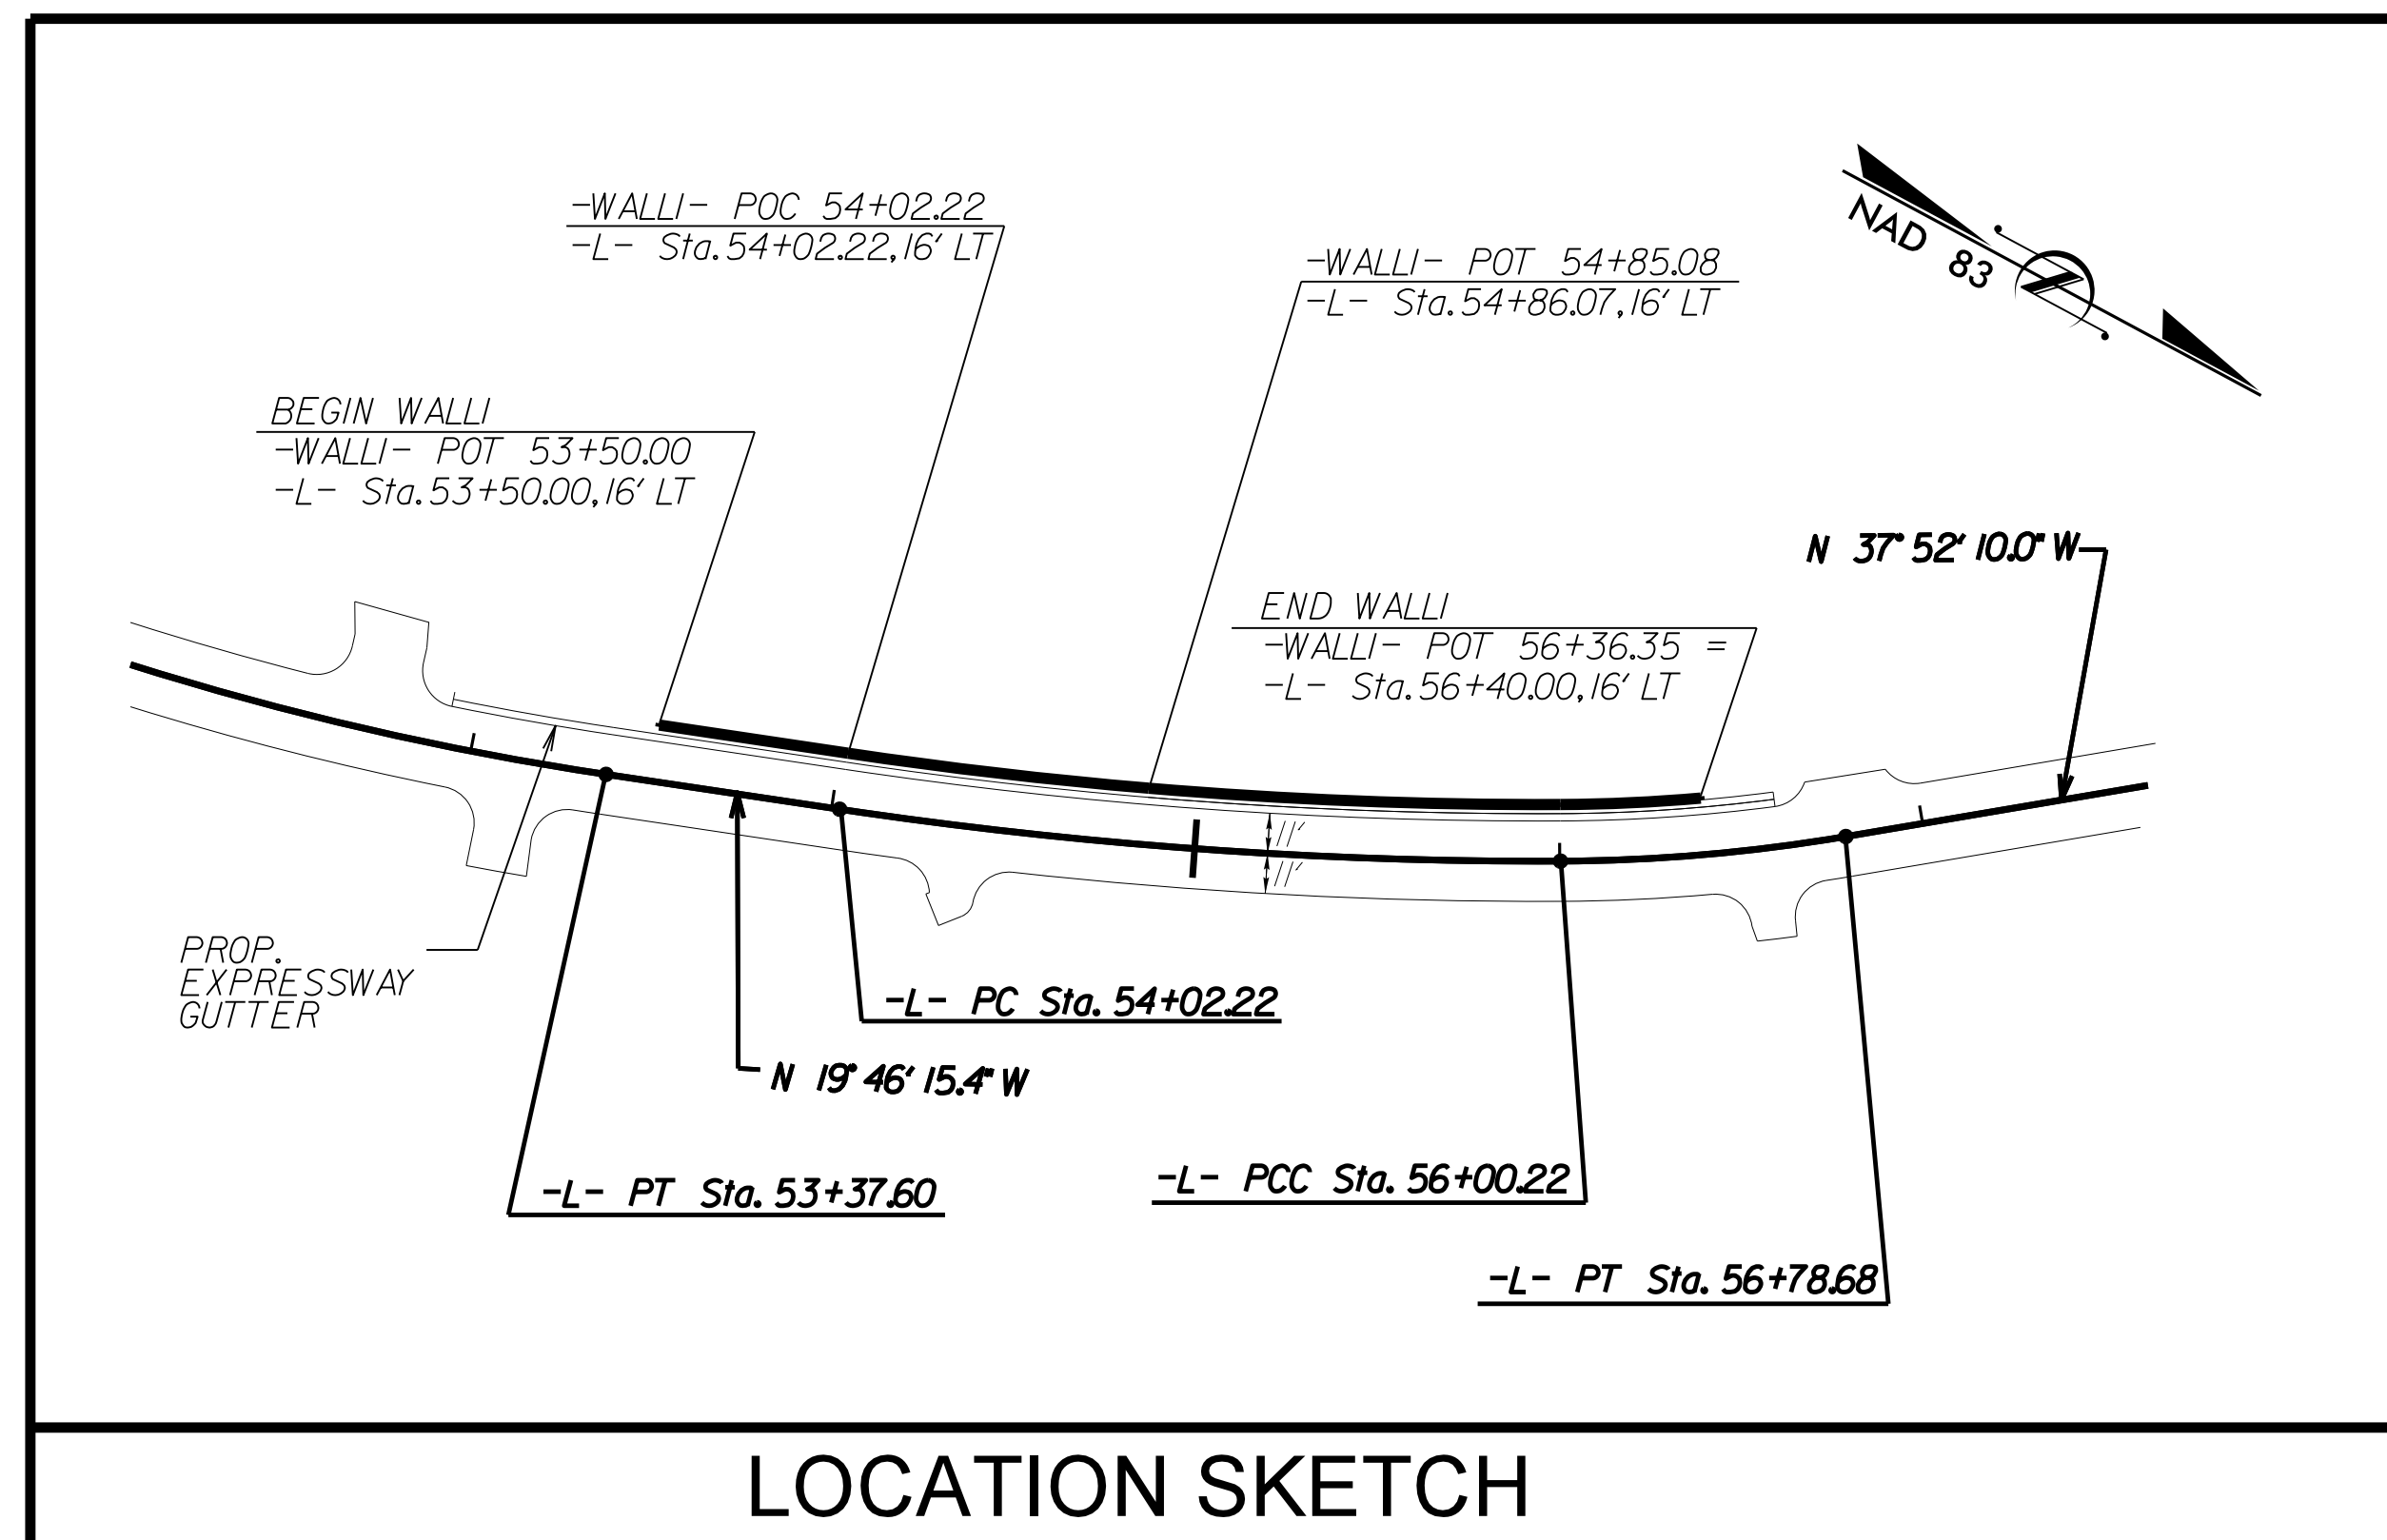 -WALL1- POC 54+02.22
-L- Sta. 54+02.22, 16' LT
-WALL1- POT 54+85.08
-L- Sta. 54+86.07, 16' LT
NAD 83
BEGIN WALL1
-WALL1- POT 53+50.00
-L- Sta. 53+50.00, 16' LT
N 37° 52' 10.0" W
END WALL1
-WALL1- POT 56+36.35 =
-L- Sta. 56+40.00, 16' LT
11'
11'
PROP.
EXPRESSWAY
GUTTER
-L- PC Sta. 54+02.22
N 19° 46' 15.4" W
-L- PT Sta. 53+37.60
-L- PCC Sta. 56+00.22
-L- PT Sta. 56+78.68
LOCATION SKETCH